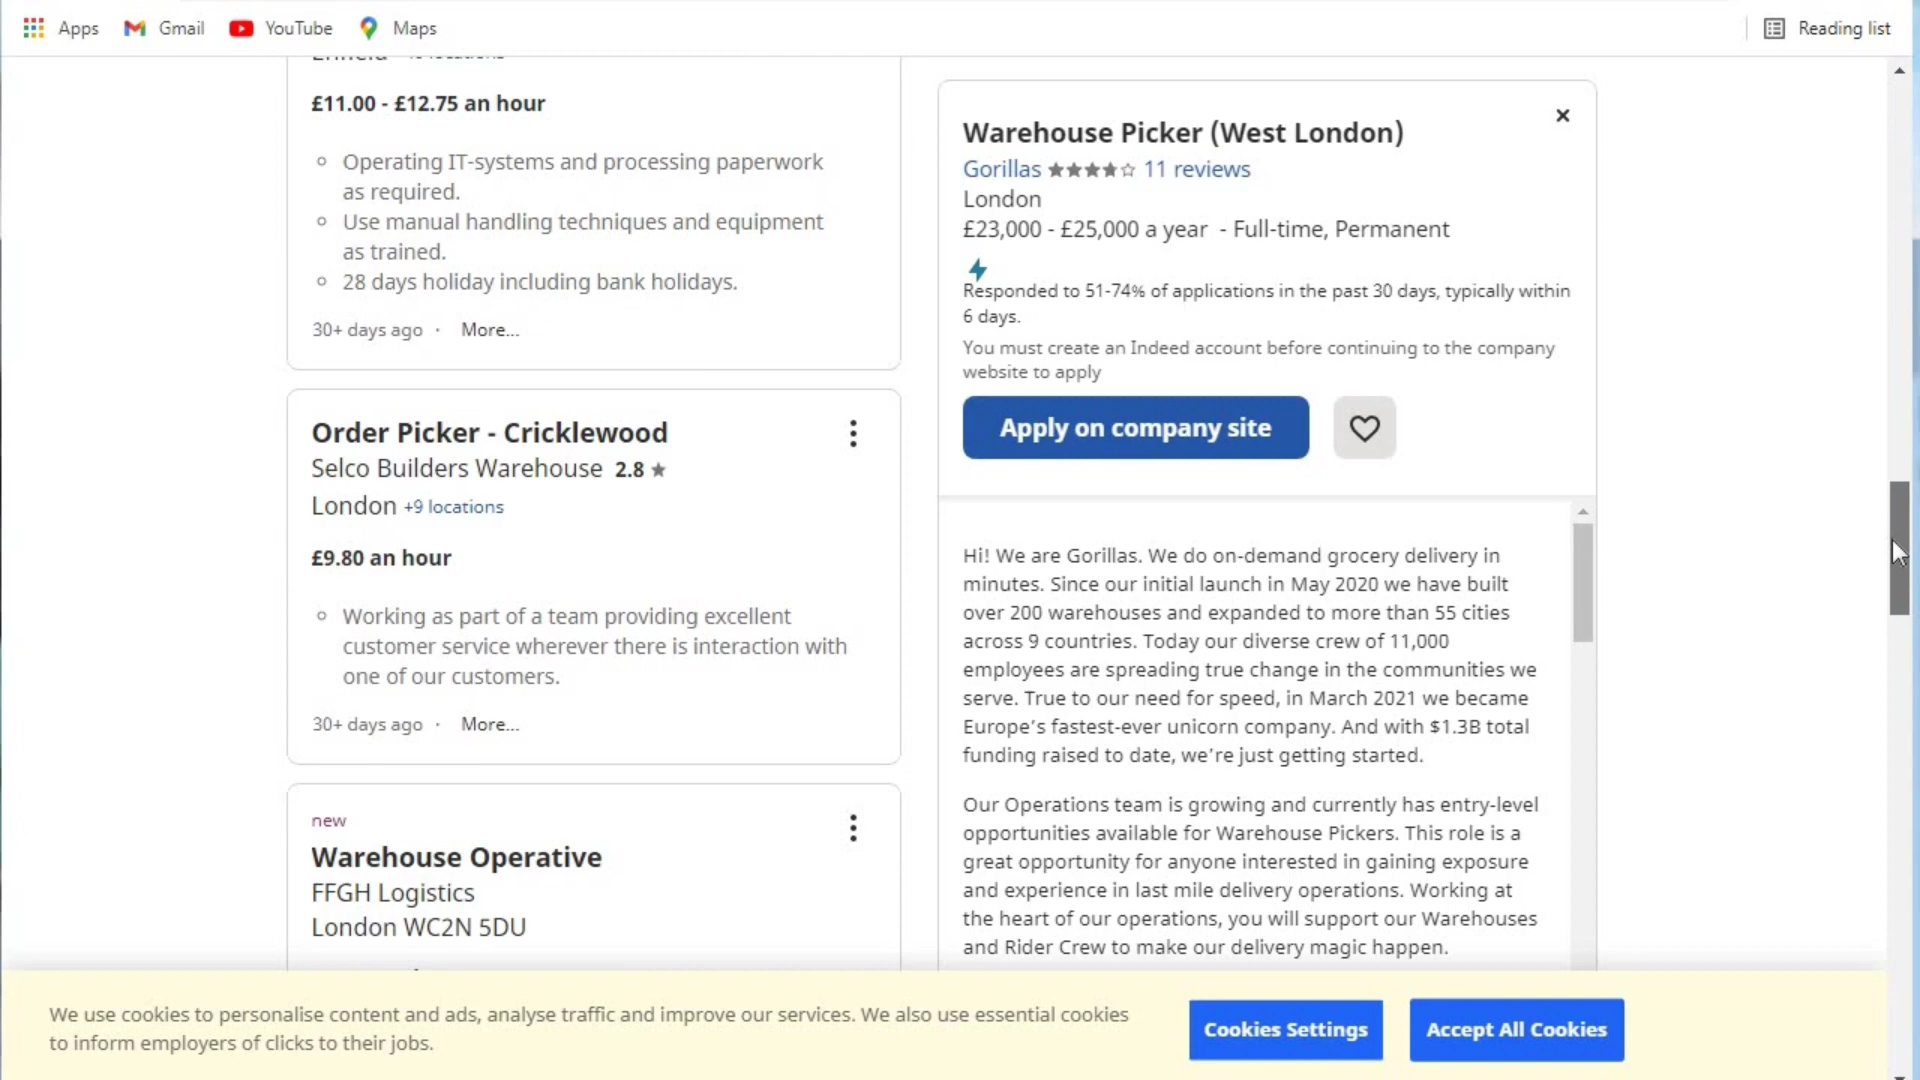 Apps Gmail YouTube Maps Reading list
£11.00 - £12.75 an hour
Operating IT-systems and processing paperwork
as required.
Use manual handling techniques and equipment
as trained.
28 days holiday including bank holidays.
30+ days ago · More...
Order Picker - Cricklewood
Selco Builders Warehouse 2.8
London +9 locations
£9.80 an hour
Working as part of a team providing excellent
customer service wherever there is interaction with
one of our customers.
30+ days ago · More...
new
Warehouse Operative
FFGH Logistics
London WC2N 5DU
Warehouse Picker (West London)
Gorillas 11 reviews
London
£23,000 - £25,000 a year - Full-time, Permanent
Responded to 51-74% of applications in the past 30 days, typically within
6 days.
You must create an Indeed account before continuing to the company
website to apply
Apply on company site
Hi! We are Gorillas. We do on-demand grocery delivery in
minutes. Since our initial launch in May 2020 we have built
over 200 warehouses and expanded to more than 55 cities
across 9 countries. Today our diverse crew of 11,000
employees are spreading true change in the communities we
serve. True to our need for speed, in March 2021 we became
Europe's fastest-ever unicorn company. And with $1.3B total
funding raised to date, we're just getting started.
Our Operations team is growing and currently has entry-level
opportunities available for Warehouse Pickers. This role is a
great opportunity for anyone interested in gaining exposure
and experience in last mile delivery operations. Working at
the heart of our operations, you will support our Warehouses
and Rider Crew to make our delivery magic happen.
We use cookies to personalise content and ads, analyse traffic and improve our services. We also use essential cookies
to inform employers of clicks to their jobs.
Cookies Settings
Accept All Cookies